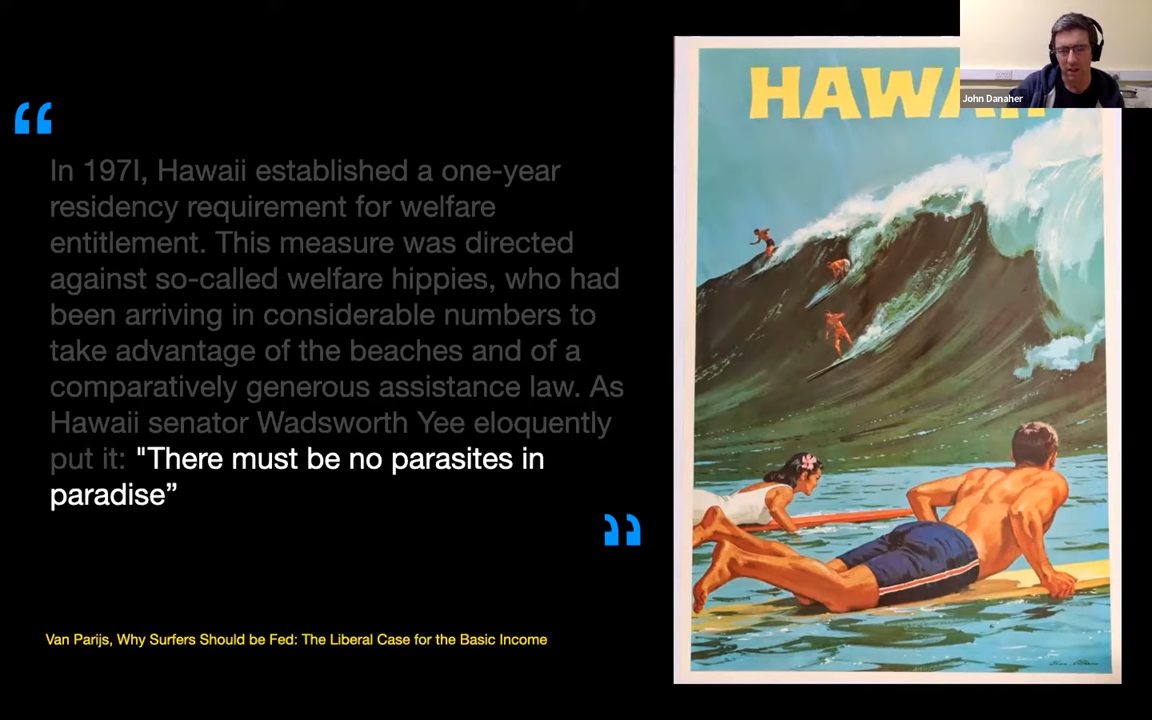 “
In 197I, Hawaii established a one-year
residency requirement for welfare
entitlement. This measure was directed
against so-called welfare hippies, who had
been arriving in considerable numbers to
take advantage of the beaches and of a
comparatively generous assistance law. As
Hawaii senator Wadsworth Yee eloquently
put it: "There must be no parasites in
paradise”
”
Van Parijs, Why Surfers Should be Fed: The Liberal Case for the Basic Income
John Danaher